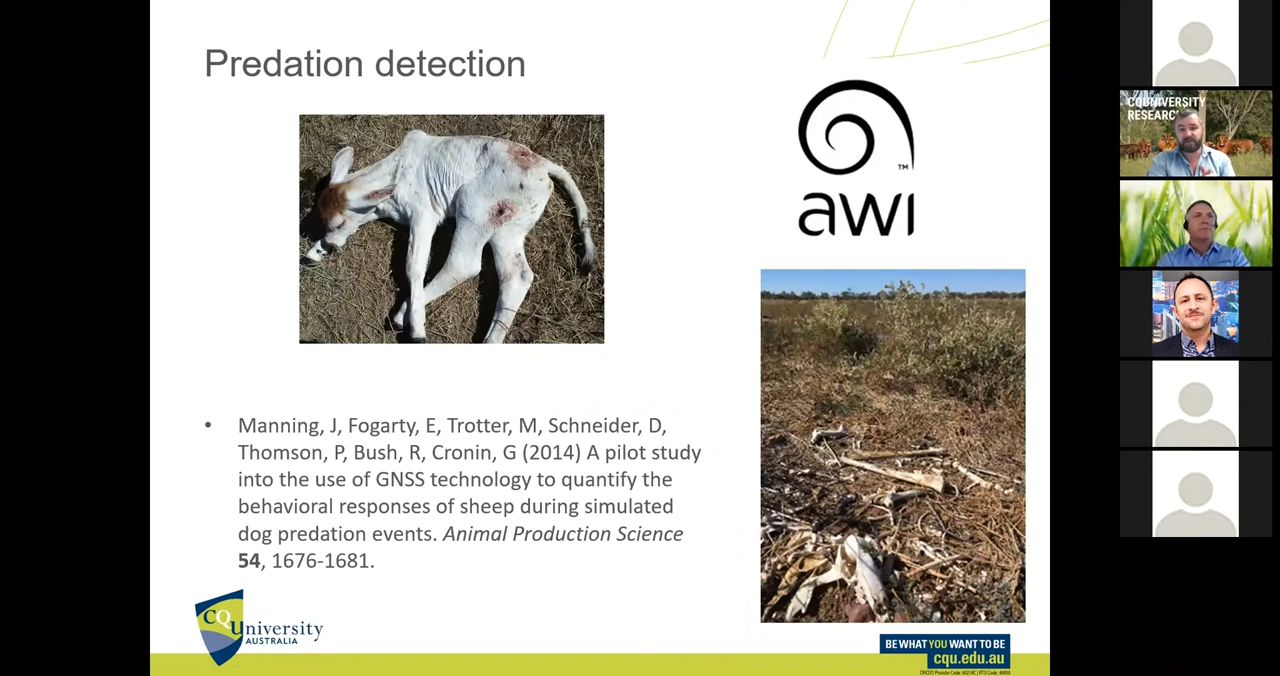 Predation detection
TM
awi
• Manning, J, Fogarty, E, Trotter, M, Schneider, D,
Thomson, P, Bush, R, Cronin, G (2014) A pilot study
into the use of GNSS technology to quantify the
behavioral responses of sheep during simulated
dog predation events. Animal Production Science
54, 1676-1681.
CQUniversity
AUSTRALIA
BE WHAT YOU WANT TO BE
cqu.edu.au
CQUNIVERSITY
RESEARC